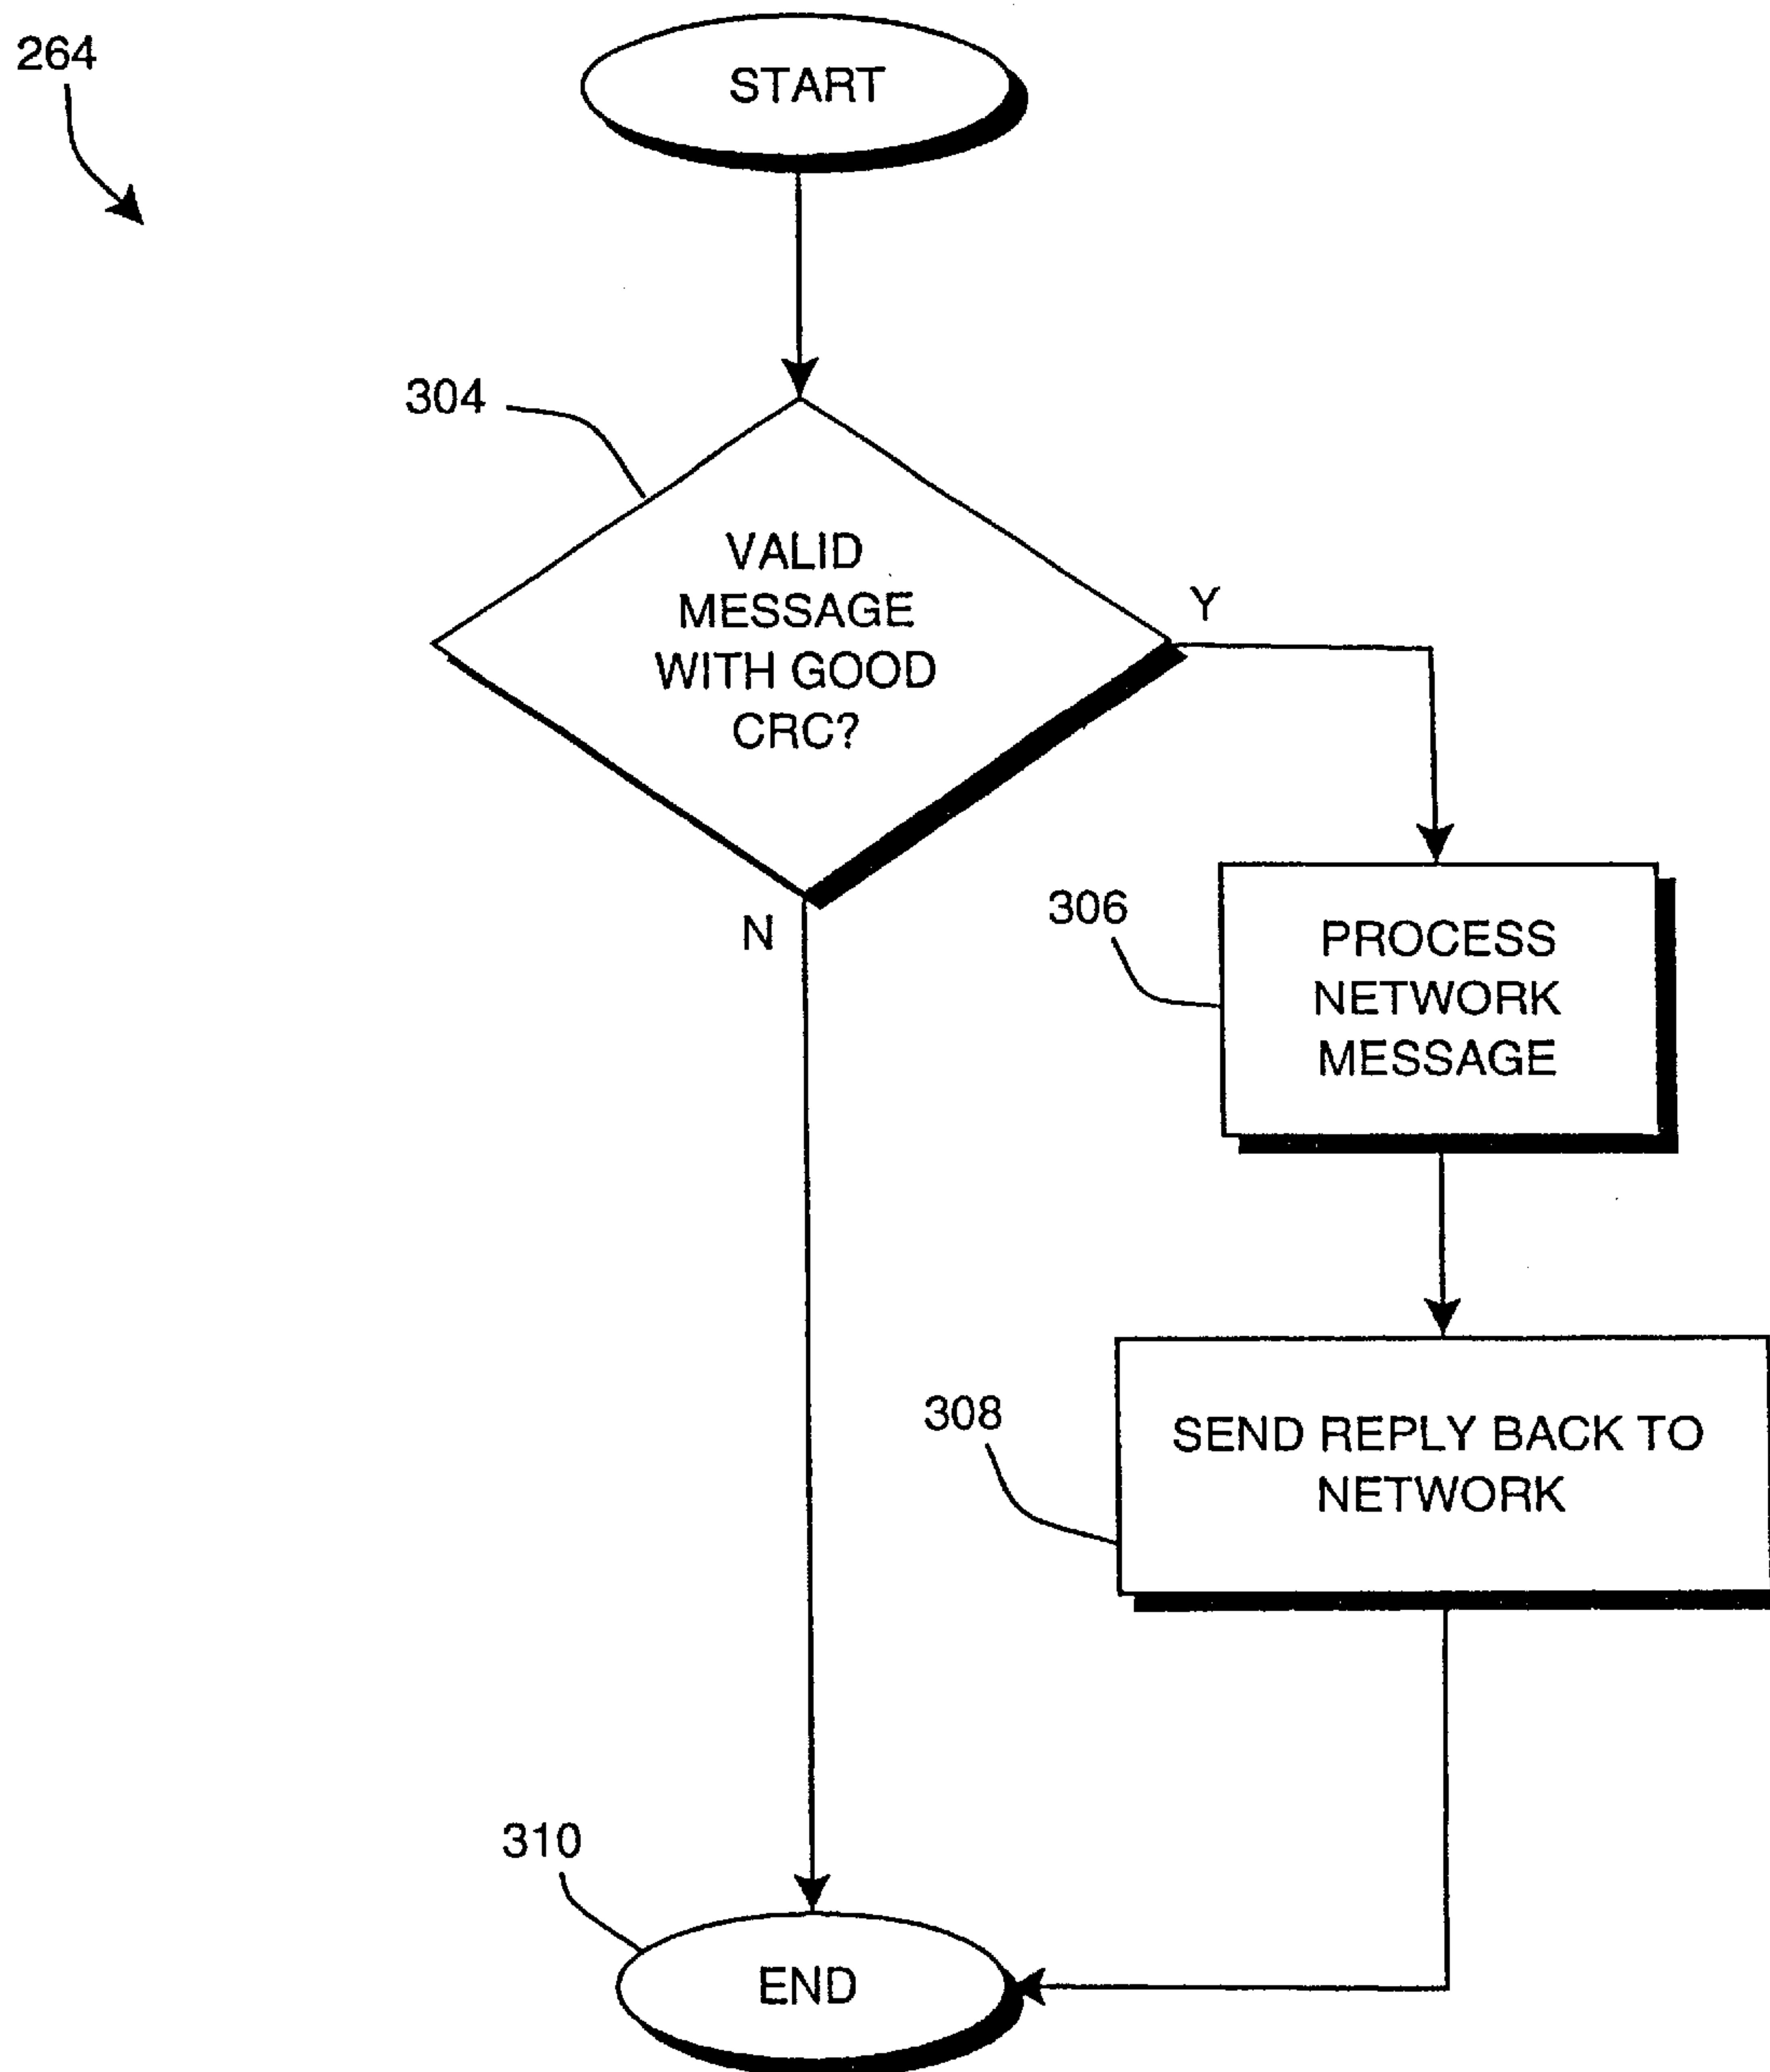 264
START
304
VALID
MESSAGE
WITH GOOD
CRC?
Y
N
306
PROCESS
NETWORK
MESSAGE
308
SEND REPLY BACK TO
NETWORK
310
END